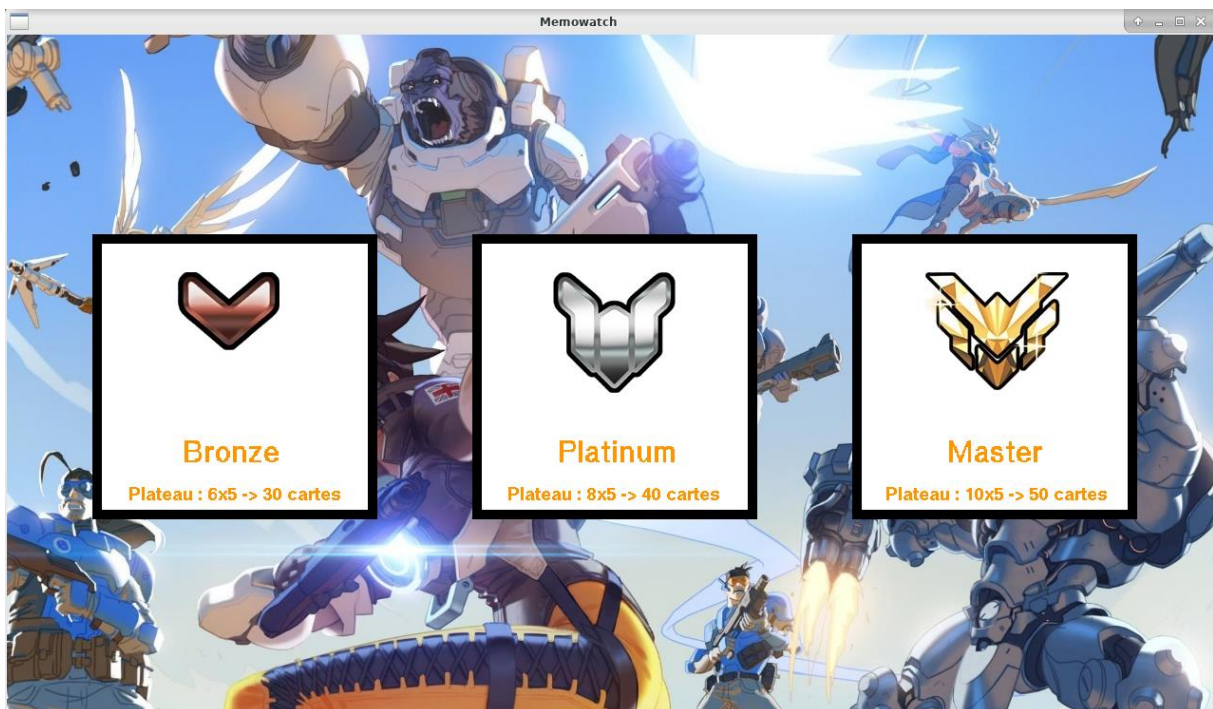 Memowatch
Bronze
Plateau : 6x5 -> 30 cartes
Platinum
Plateau : 8x5 -> 40 cartes
Master
Plateau : 10x5 -> 50 cartes